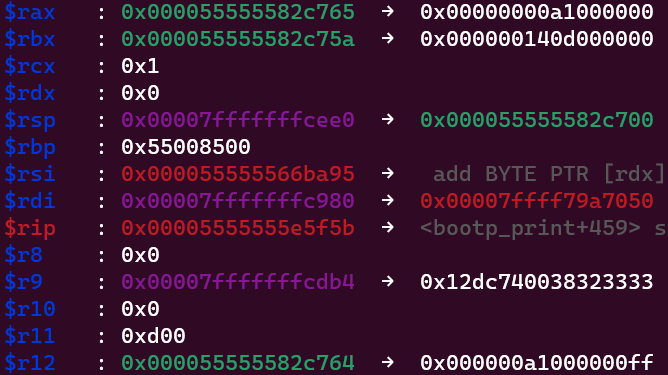 $rax : 0x000055555582c765 → 0x00000000a1000000
$rbx : 0x000055555582c75a → 0x000000140d000000
$rcx : 0x1
$rdx : 0x0
$rsp : 0x00007fffffffcee0 → 0x000055555582c700
$rbp : 0x55008500
$rsi : 0x000055555566ba95 → add BYTE PTR [rdx]
$rdi : 0x00007fffffffc980 → 0x00007ffff79a7050
$rip : 0x00005555555e5f5b → <bootp_print+459> s
$r8 : 0x0
$r9 : 0x00007fffffffcdb4 → 0x12dc740038323333
$r10 : 0x0
$r11 : 0xd00
$r12 : 0x000055555582c764 → 0x000000a1000000ff